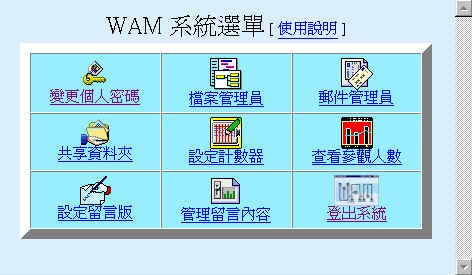 WAM 系統選單 [ 使用說明 ]
變更個人密碼 檔案管理員 郵件管理員
共享資料夾 設定計數器 查看參觀人數
設定留言版 管理留言內容 登出系統